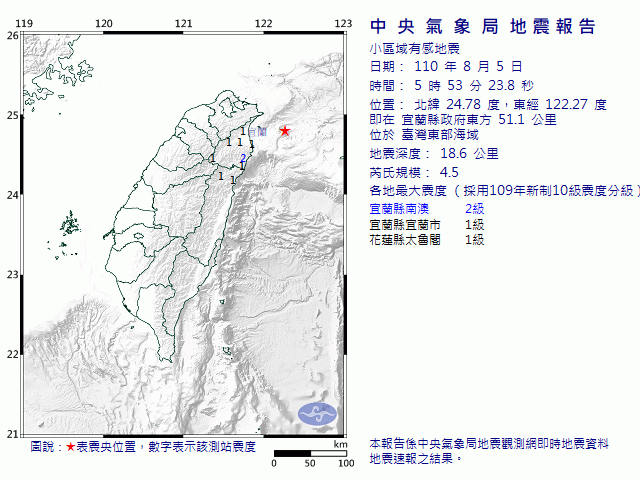 119 120 121 122 123
26
25
24
23
22
21
宜蘭
1
1 1 1
1 2
1
1 1
圖說：★表震央位置，數字表示該測站震度
km
0 50 100
中央氣象局地震報告
小區域有感地震
日期： 110 年 8 月 5 日
時間： 5 時 53 分 23.8 秒
位置： 北緯 24.78 度，東經 122.27 度
即在 宜蘭縣政府東方 51.1 公里
位於 臺灣東部海域
地震深度： 18.6 公里
芮氏規模： 4.5
各地最大震度（採用109年新制10級震度分級）
宜蘭縣南澳 2級
宜蘭縣宜蘭市 1級
花蓮縣太魯閣 1級
本報告係中央氣象局地震觀測網即時地震資料
地震速報之結果。